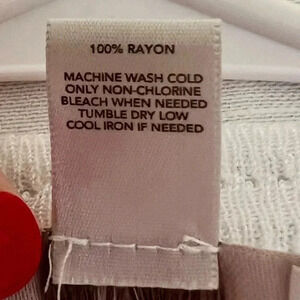 100% RAYON
MACHINE WASH COLD
ONLY NON-CHLORINE
BLEACH WHEN NEEDED
TUMBLE DRY LOW
COOL IRON IF NEEDED